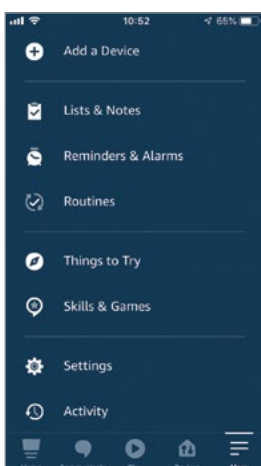 10:52
65%
Add a Device
Lists & Notes
Reminders & Alarms
Routines
Things to Try
Skills & Games
Settings
Activity